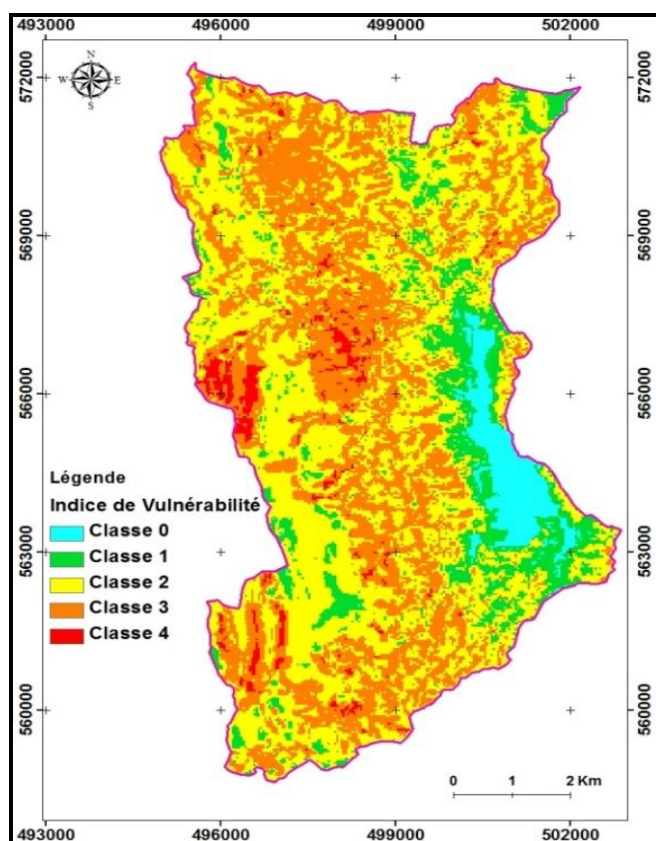 493000 496000 499000 502000
N
W E
S
572000 572000
569000 569000
566000 566000
Légende
Indice de Vulnérabilité
Classe 0
Classe 1
Classe 2
Classe 3
Classe 4
563000 563000
560000 560000
0 1 2 Km
493000 496000 499000 502000